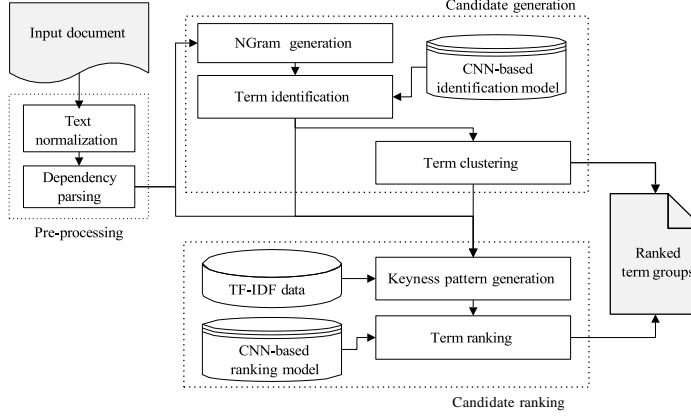 Candidate generation
Input document
NGram generation
CNN-based
identification model
Term identification
Text
normalization
Dependency
parsing
Term clustering
Pre-processing
Ranked
term groups
Keyness pattern generation
TF-IDF data
Term ranking
CNN-based
ranking model
Candidate ranking